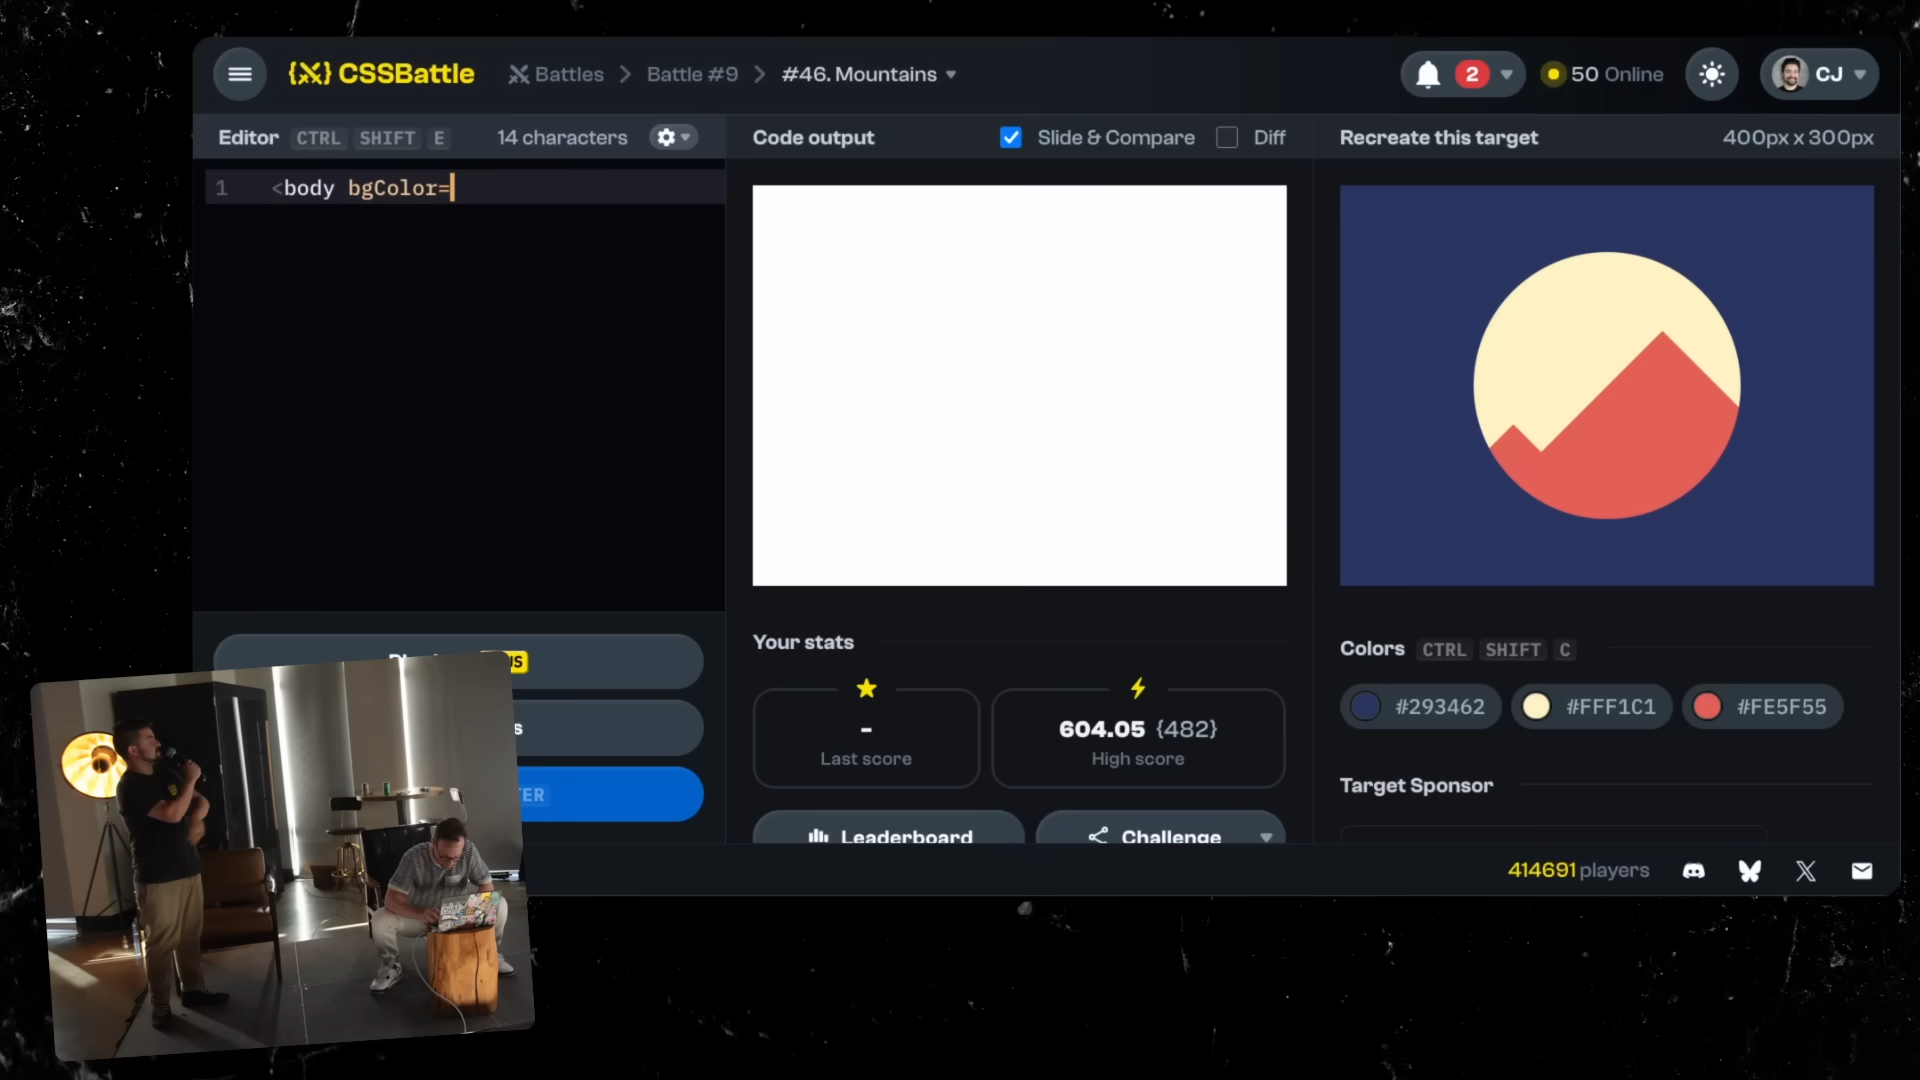 {X} CSSBattle
Battles > Battle #9 > #46. Mountains
2
50 Online
CJ
Editor CTRL SHIFT E
14 characters
Code output
Slide & Compare
Diff
Recreate this target
400px x 300px
1 <body bgColor=
Your stats
-
Last score
604.05 {482}
High score
Leaderboard
Challenge
Colors CTRL SHIFT C
#293462
#FFF1C1
#FE5F55
Target Sponsor
414691 players